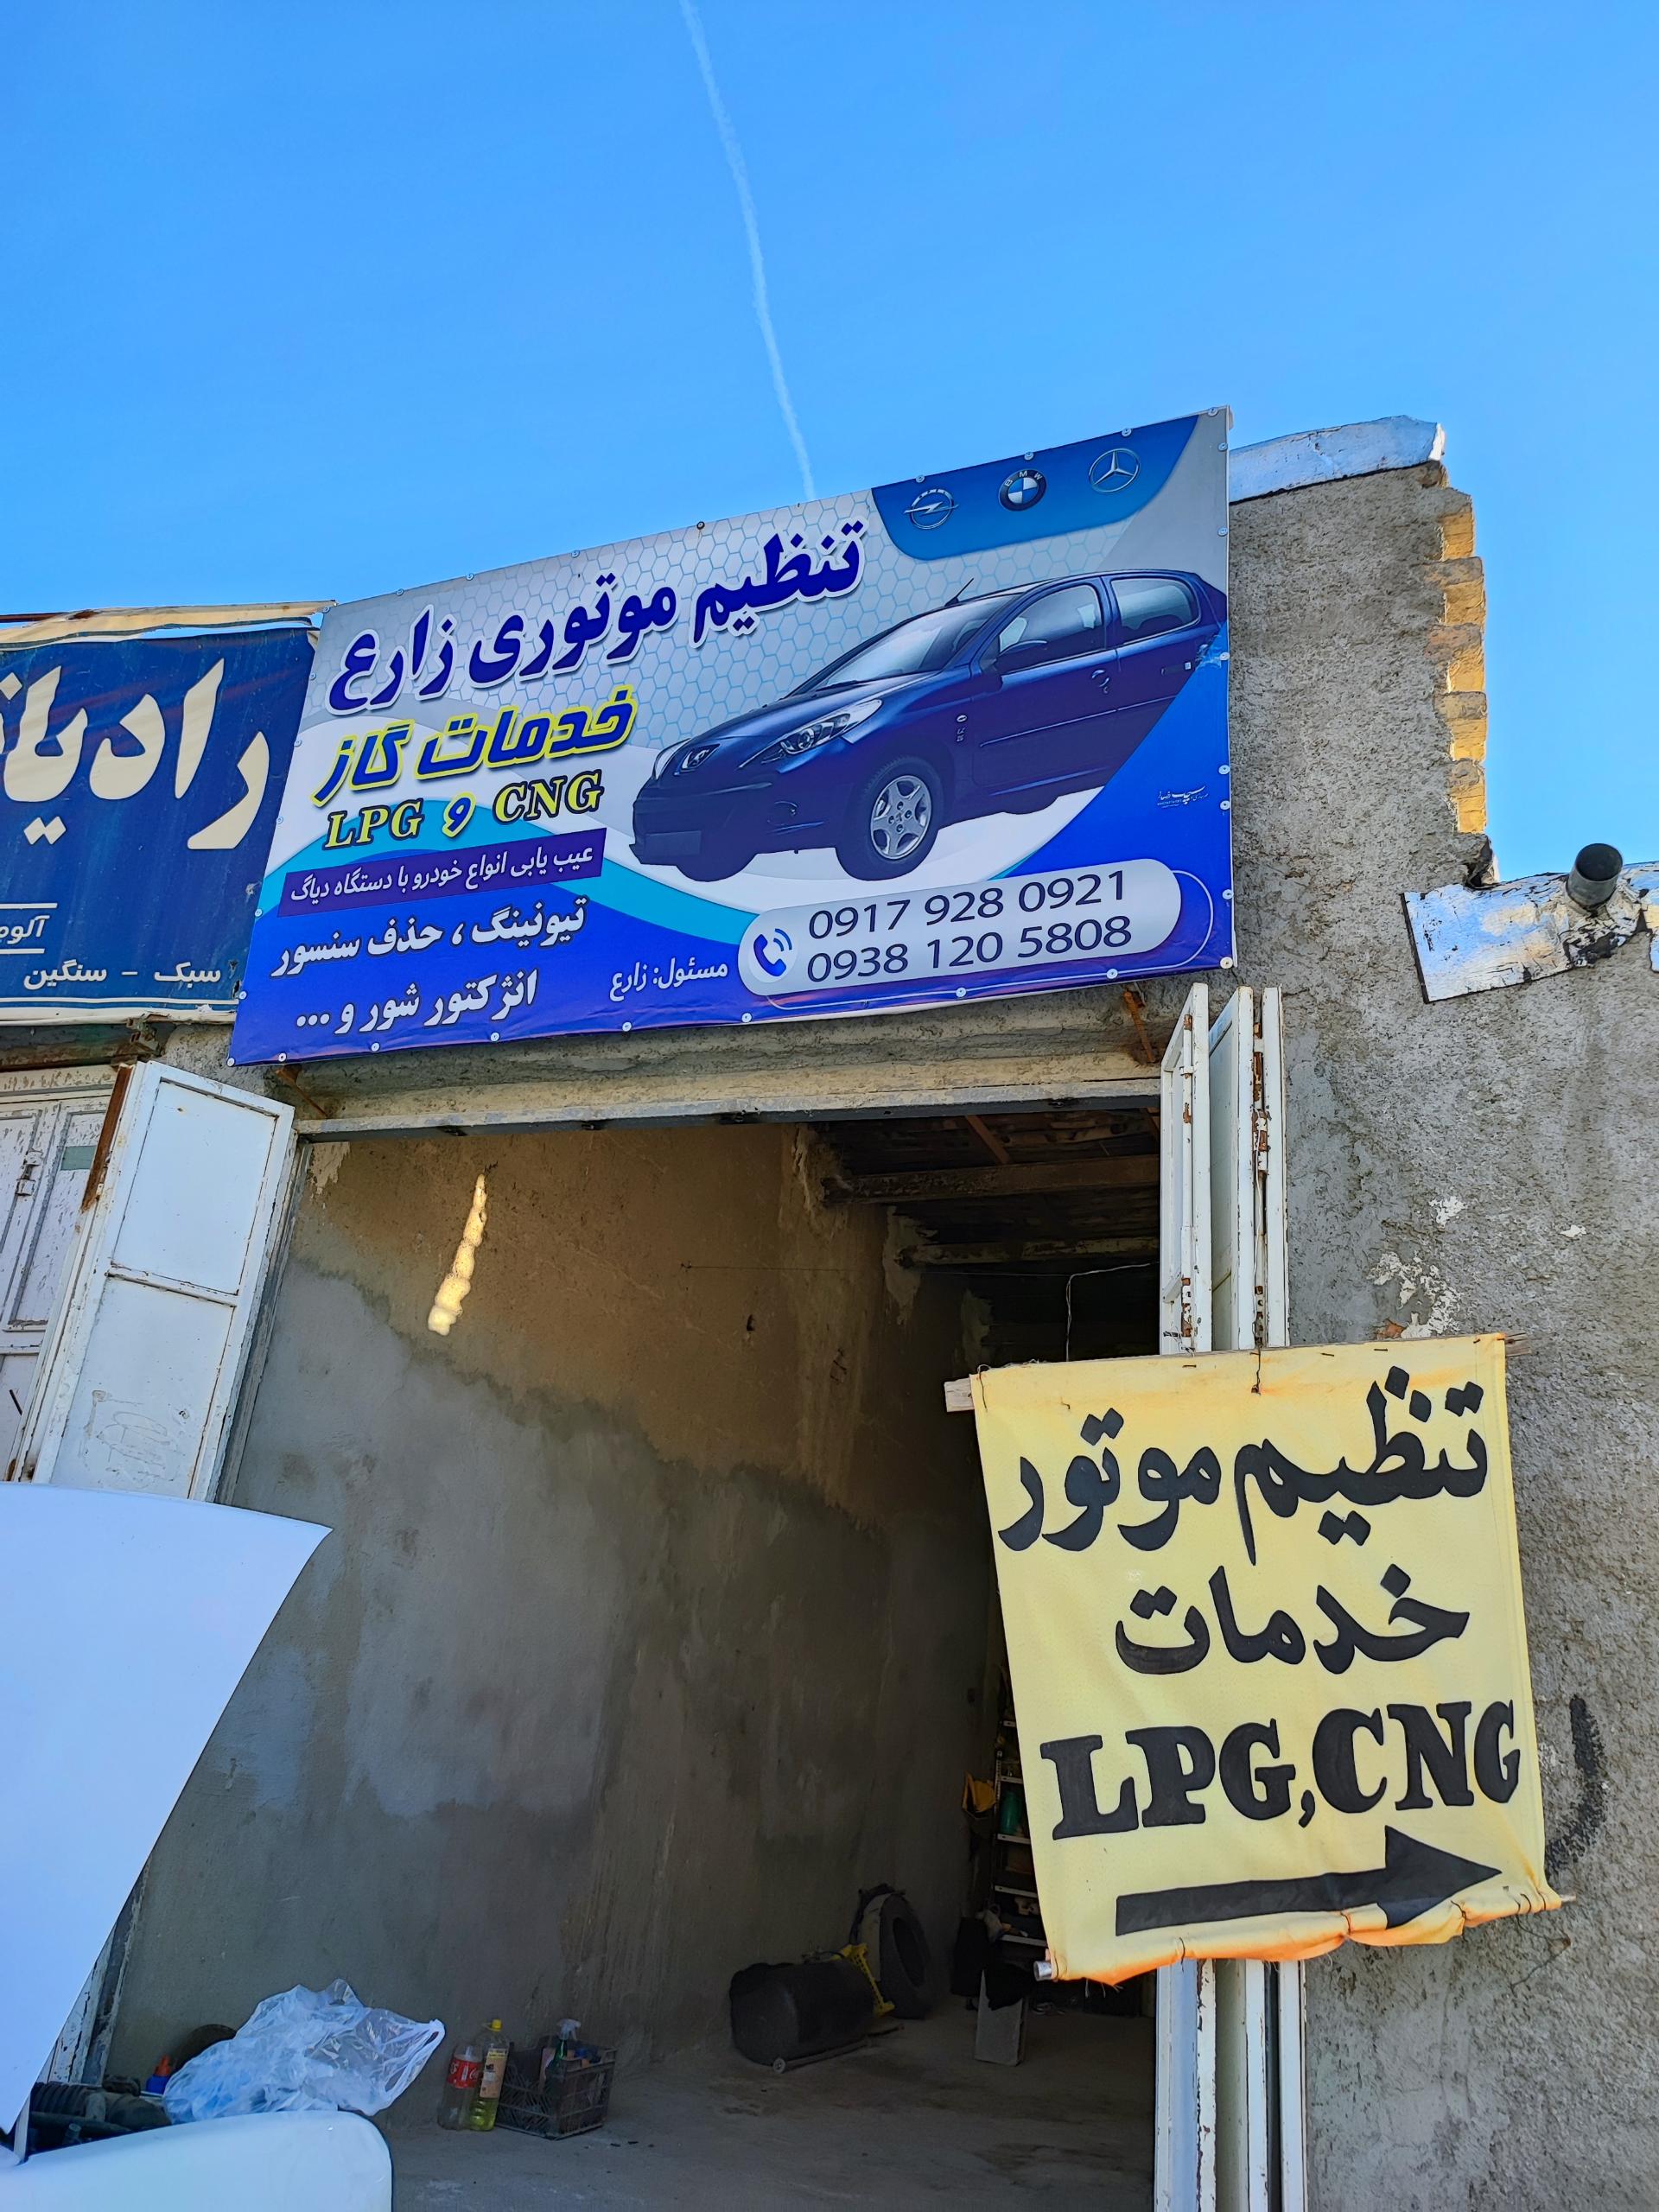 تنظیم موتوری زارع
خدمات گاز
LPG و CNG
عیب یابی انواع خودرو با دستگاه دیاگ
تیونینگ ، حذف سنسور
انژکتور شور و ...
مسئول: زارع
0917 928 0921
0938 120 5808
BMW
سبک - سنگین
تنظیم موتور
خدمات
LPG,CNG